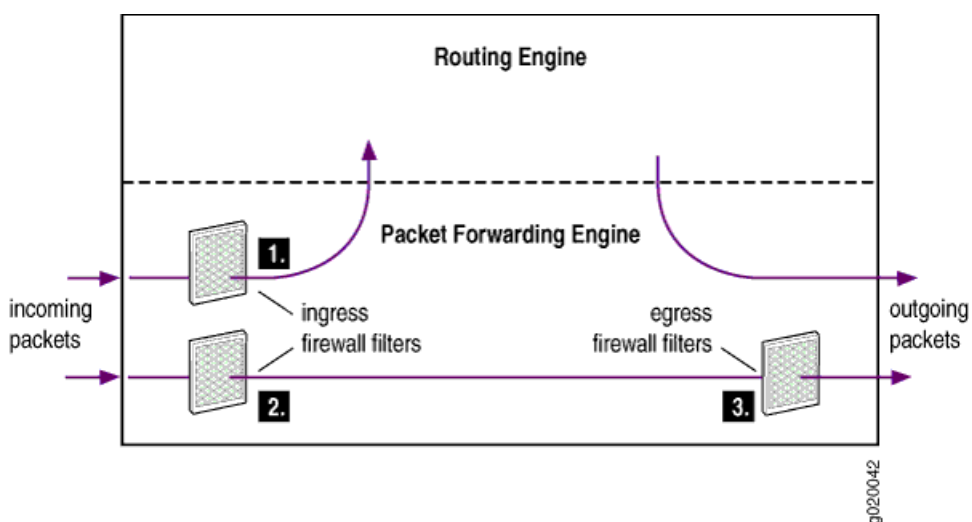 Routing Engine
Packet Forwarding Engine
1.
incoming
packets
ingress
firewall filters
egress
firewall filters
outgoing
packets
2.
3.
g020042